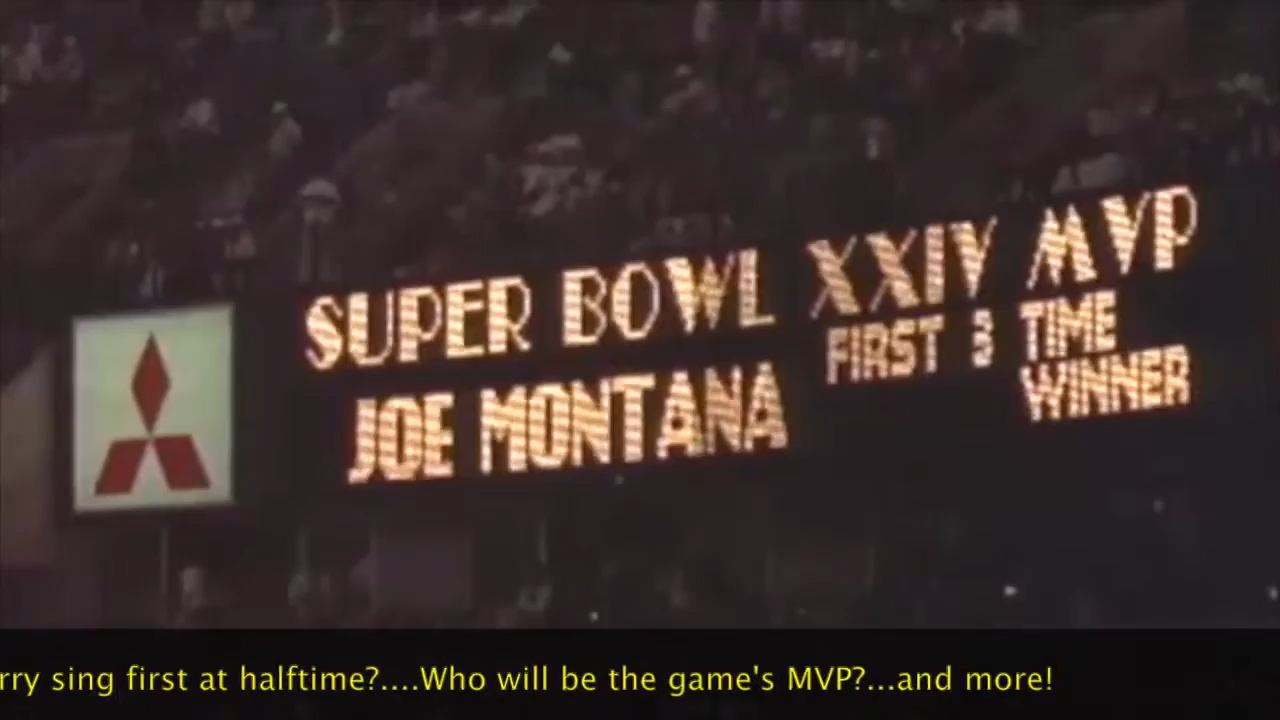 SUPER BOWL XXIV MVP
JOE MONTANA
FIRST 3 TIME
WINNER
rry sing first at halftime?....Who will be the game's MVP?...and more!